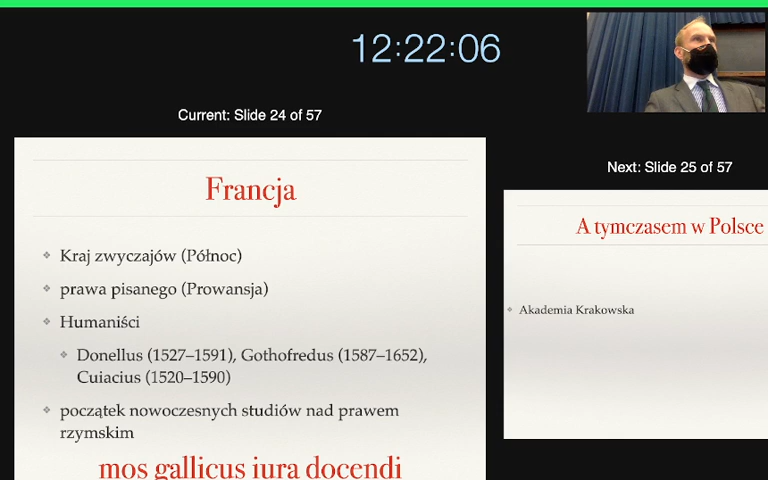 12:22:06
Current: Slide 24 of 57
Francja
Kraj zwyczajów (Północ)
prawa pisanego (Prowansja)
Humaniści
Donellus (1527–1591), Gothofredus (1587–1652),
Cuiacius (1520–1590)
początek nowoczesnych studiów nad prawem
rzymskim
mos gallicus iura docendi
Next: Slide 25 of 57
A tymczasem w Polsce
Akademia Krakowska